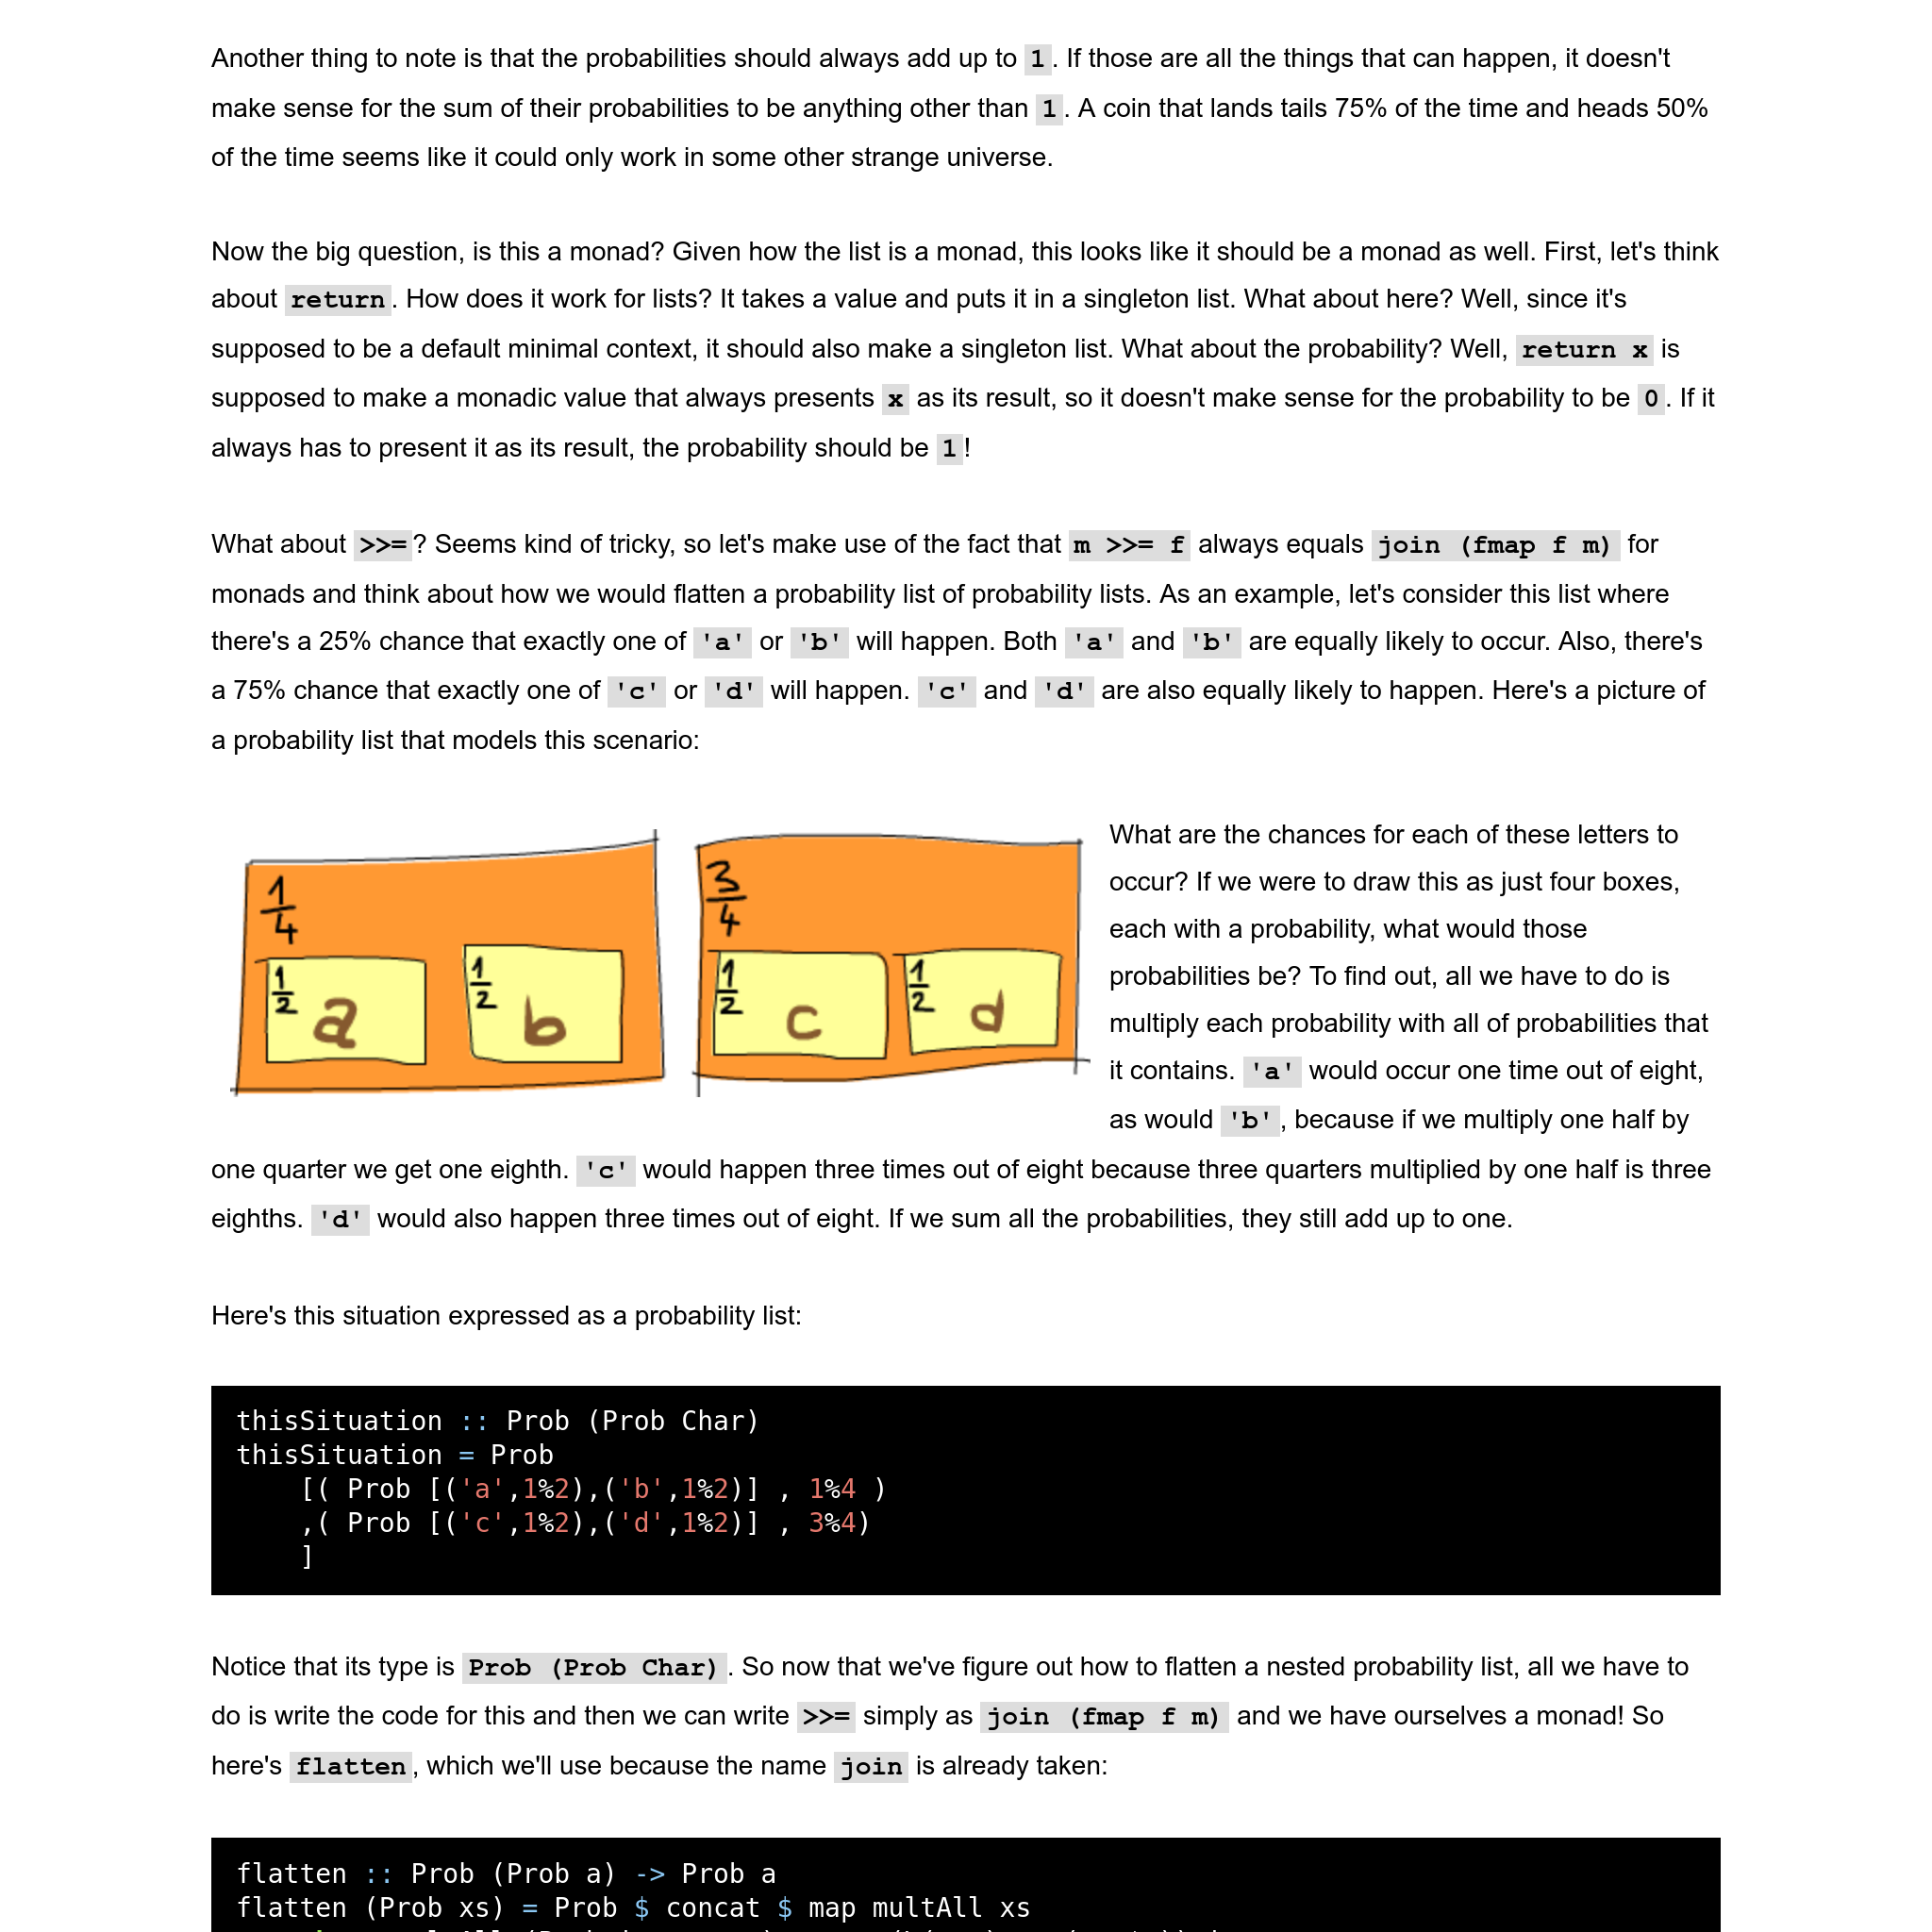 Another thing to note is that the probabilities should always add up to 1. If those are all the things that can happen, it doesn't
make sense for the sum of their probabilities to be anything other than 1. A coin that lands tails 75% of the time and heads 50%
of the time seems like it could only work in some other strange universe.
Now the big question, is this a monad? Given how the list is a monad, this looks like it should be a monad as well. First, let's think
about return. How does it work for lists? It takes a value and puts it in a singleton list. What about here? Well, since it's
supposed to be a default minimal context, it should also make a singleton list. What about the probability? Well, return x is
supposed to make a monadic value that always presents x as its result, so it doesn't make sense for the probability to be 0. If it
always has to present it as its result, the probability should be 1!
What about >>=? Seems kind of tricky, so let's make use of the fact that m >>= f always equals join (fmap f m) for
monads and think about how we would flatten a probability list of probability lists. As an example, let's consider this list where
there's a 25% chance that exactly one of 'a' or 'b' will happen. Both 'a' and 'b' are equally likely to occur. Also, there's
a 75% chance that exactly one of 'c' or 'd' will happen. 'c' and 'd' are also equally likely to happen. Here's a picture of
a probability list that models this scenario:
1/4
1/2 a
1/2 b
3/4
1/2 c
1/2 d
What are the chances for each of these letters to
occur? If we were to draw this as just four boxes,
each with a probability, what would those
probabilities be? To find out, all we have to do is
multiply each probability with all of probabilities that
it contains. 'a' would occur one time out of eight,
as would 'b', because if we multiply one half by
one quarter we get one eighth. 'c' would happen three times out of eight because three quarters multiplied by one half is three
eighths. 'd' would also happen three times out of eight. If we sum all the probabilities, they still add up to one.
Here's this situation expressed as a probability list:
thisSituation :: Prob (Prob Char)
thisSituation = Prob
    [( Prob [('a',1%2),('b',1%2)] , 1%4 )
    ,( Prob [('c',1%2),('d',1%2)] , 3%4)
    ]
Notice that its type is Prob (Prob Char). So now that we've figure out how to flatten a nested probability list, all we have to
do is write the code for this and then we can write >>= simply as join (fmap f m) and we have ourselves a monad! So
here's flatten, which we'll use because the name join is already taken:
flatten :: Prob (Prob a) -> Prob a
flatten (Prob xs) = Prob $ concat $ map multAll xs